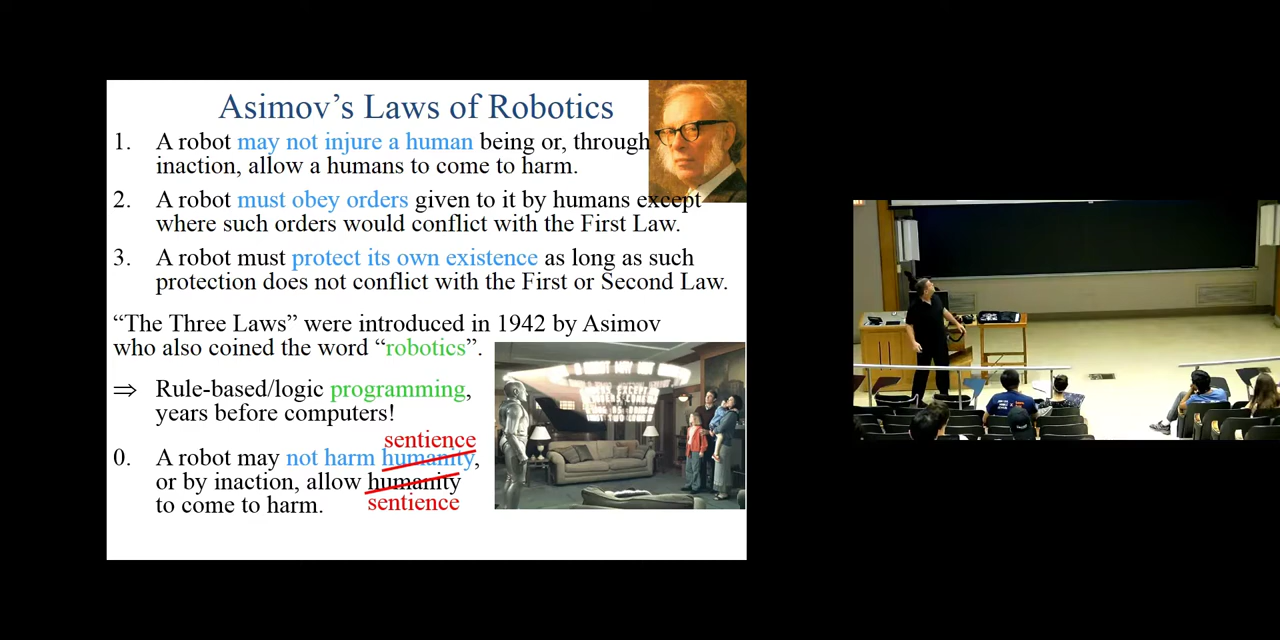 Asimov's Laws of Robotics
1. A robot may not injure a human being or, through
inaction, allow a humans to come to harm.
2. A robot must obey orders given to it by humans except
where such orders would conflict with the First Law.
3. A robot must protect its own existence as long as such
protection does not conflict with the First or Second Law.
“The Three Laws” were introduced in 1942 by Asimov
who also coined the word “robotics”.
⇒ Rule-based/logic programming,
years before computers!
sentience
0. A robot may not harm humanity,
or by inaction, allow humanity
to come to harm.
sentience
A ROBOT MAY NOT